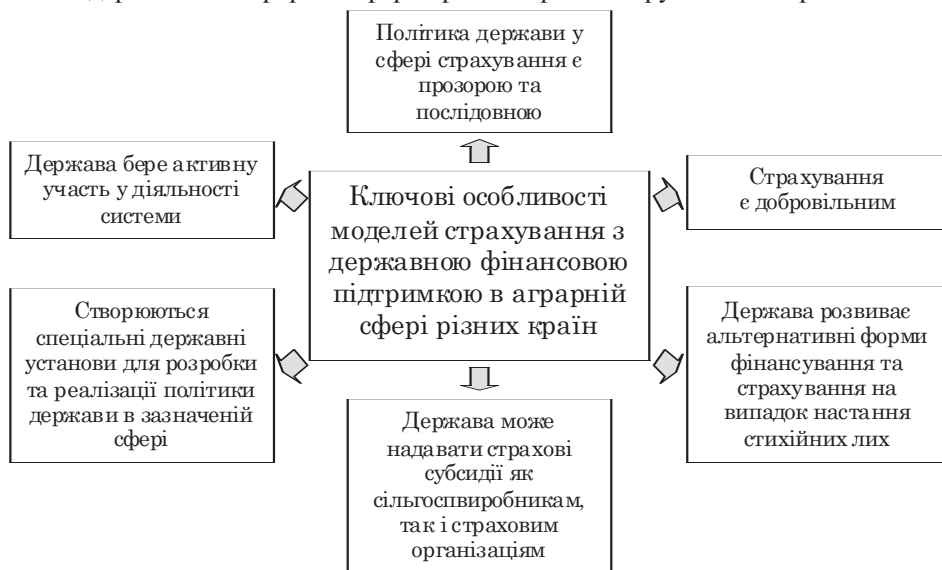 Політика держави у
сфері страхування є
прозорою та
послідовною
Держава бере активну
участь у діяльності
системи
Ключові особливості
моделей страхування з
державною фінансовою
підтримкою в аграрній
сфері різних країн
Страхування
є добровільним
Створюються
спеціальні державні
установи для розробки
та реалізації політики
держави в зазначеній
сфері
Держава може
надавати страхові
субсидії як
сільгоспвиробникам,
так і страховим
організаціям
Держава розвиває
альтернативні форми
фінансування та
страхування на
випадок настання
стихійних лих